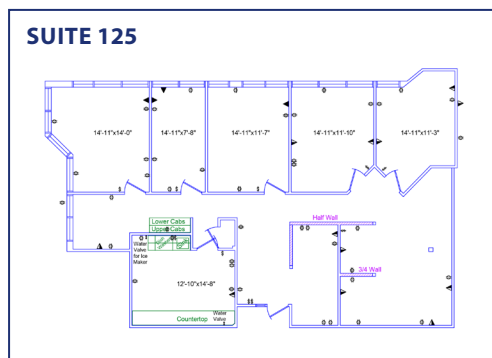 SUITE 125
14'-11"x14'-0"
14'-11"x7'-8"
14'-11"x11'-7"
14'-11"x11'-10"
14'-11"x11'-3"
Lower Cabs
Upper Cabs
Half Wall
Water
Valve
for Ice
Maker
3/4 Wall
12'-10"x14'-8"
Countertop
Water
Valve